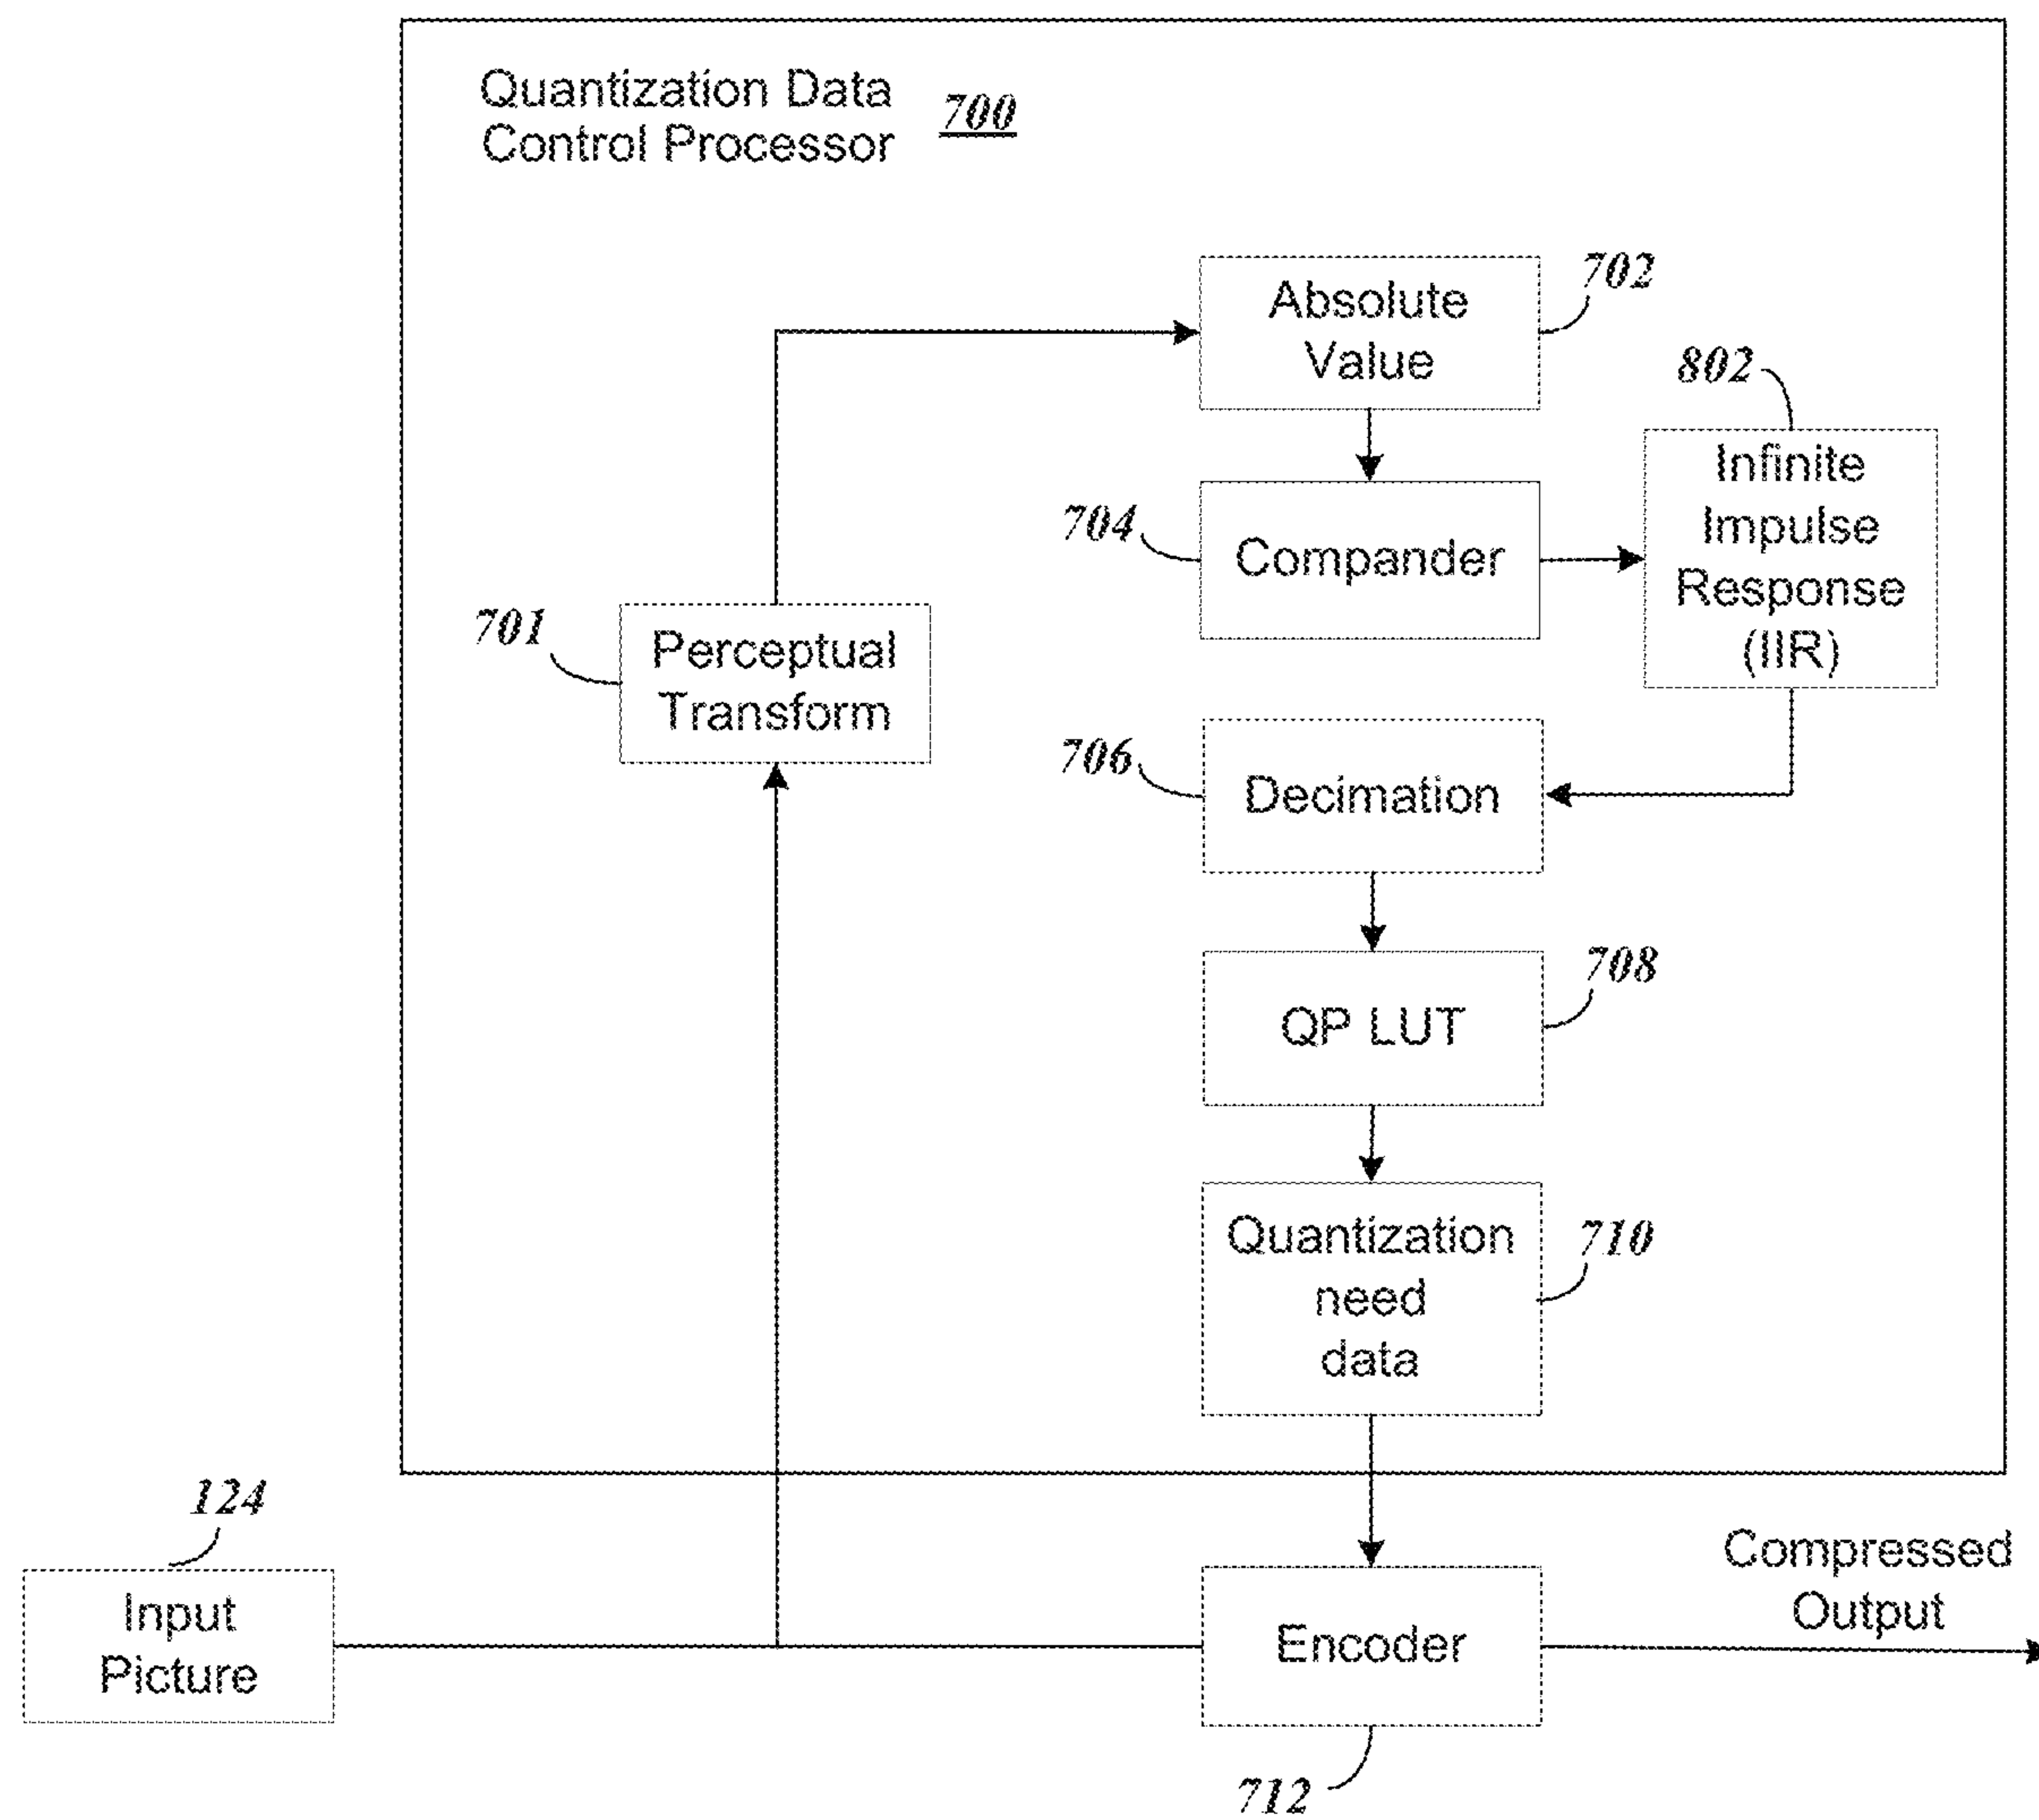 Quantization Data
Control Processor
700
Absolute
Value
702
802
Infinite
Impulse
Response
(IIR)
704
Compander
701
Perceptual
Transform
706
Decimation
708
QP LUT
Quantization
need
data
710
124
Input
Picture
Encoder
Compressed
Output
712